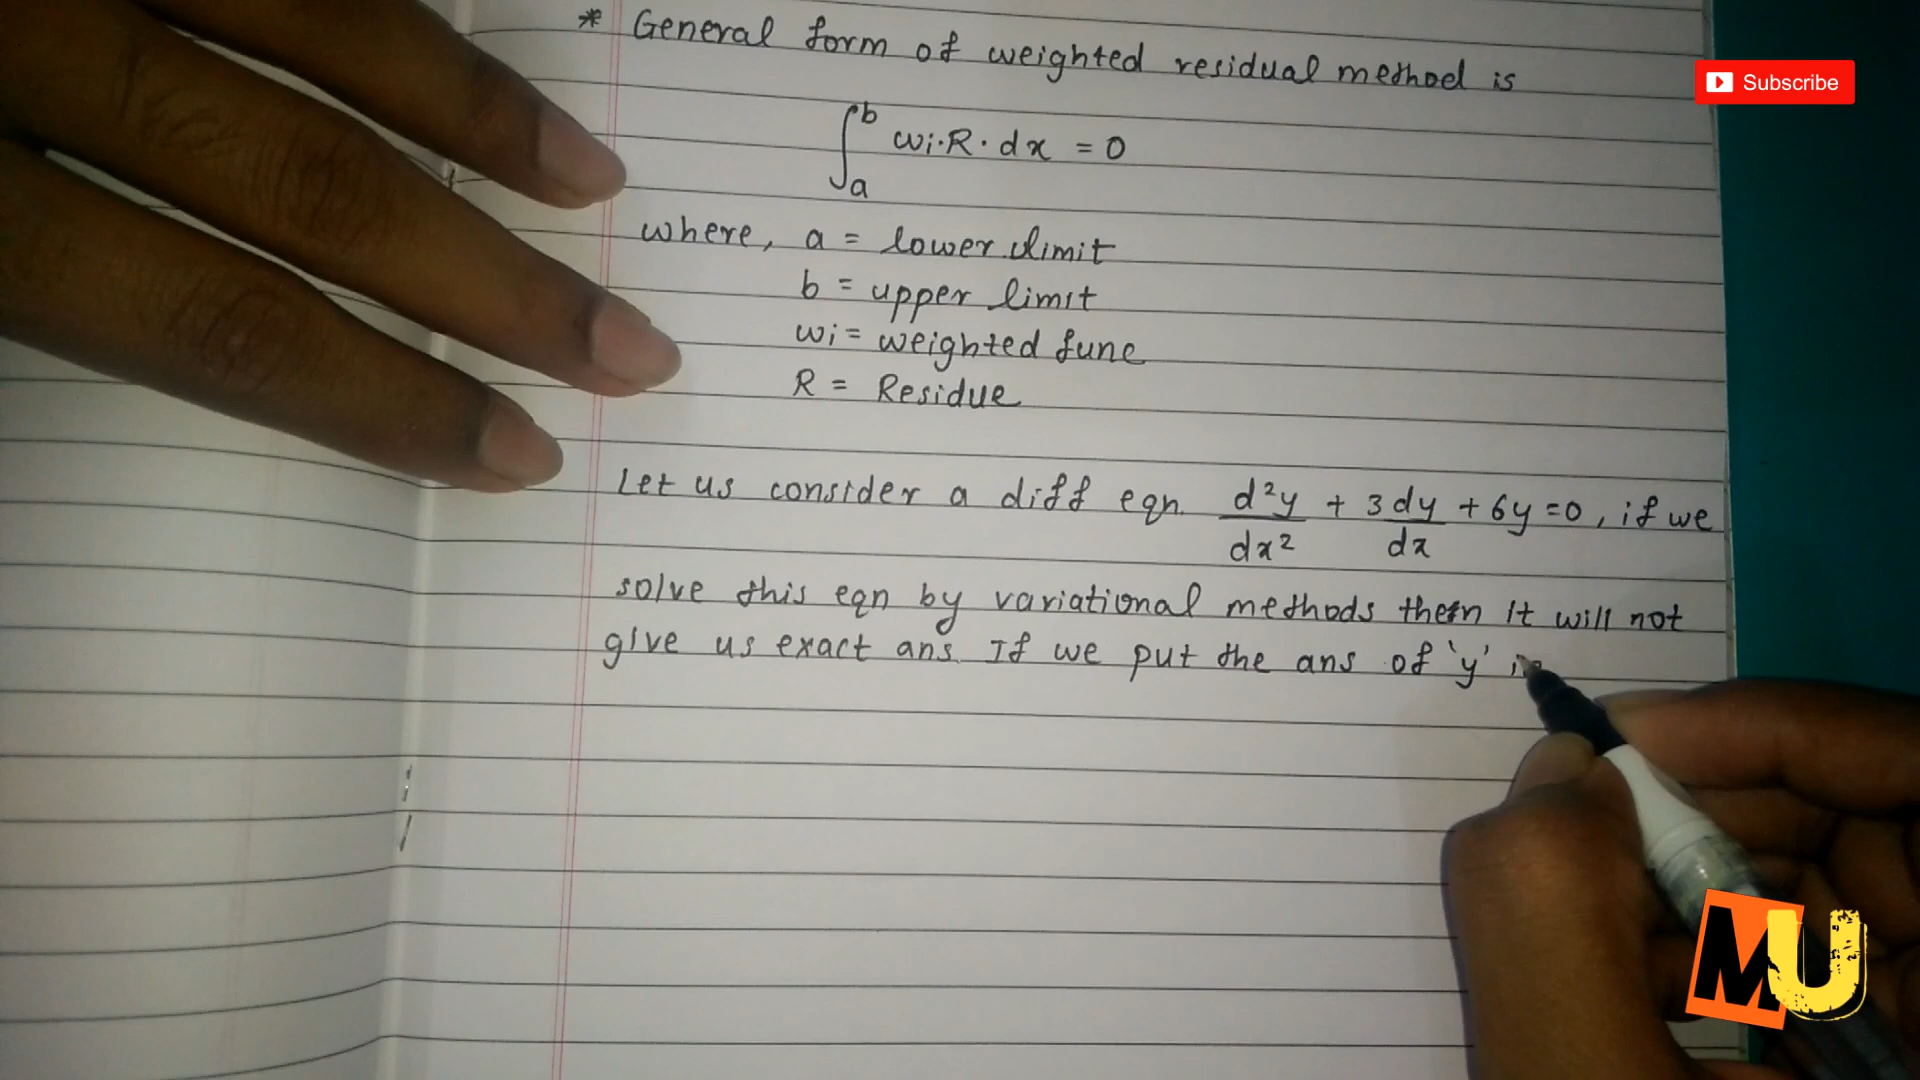 * General form of weighted residual method is
∫ₐᵇ wi·R·dx = 0
where, a = lower limit
b = upper limit
wi = weighted func
R = Residue
Let us consider a diff eqn d²y/dx² + 3dy/dx + 6y=0, if we
solve this eqn by variational methods then it will not
give us exact ans. If we put the ans of 'y'
Subscribe
MU